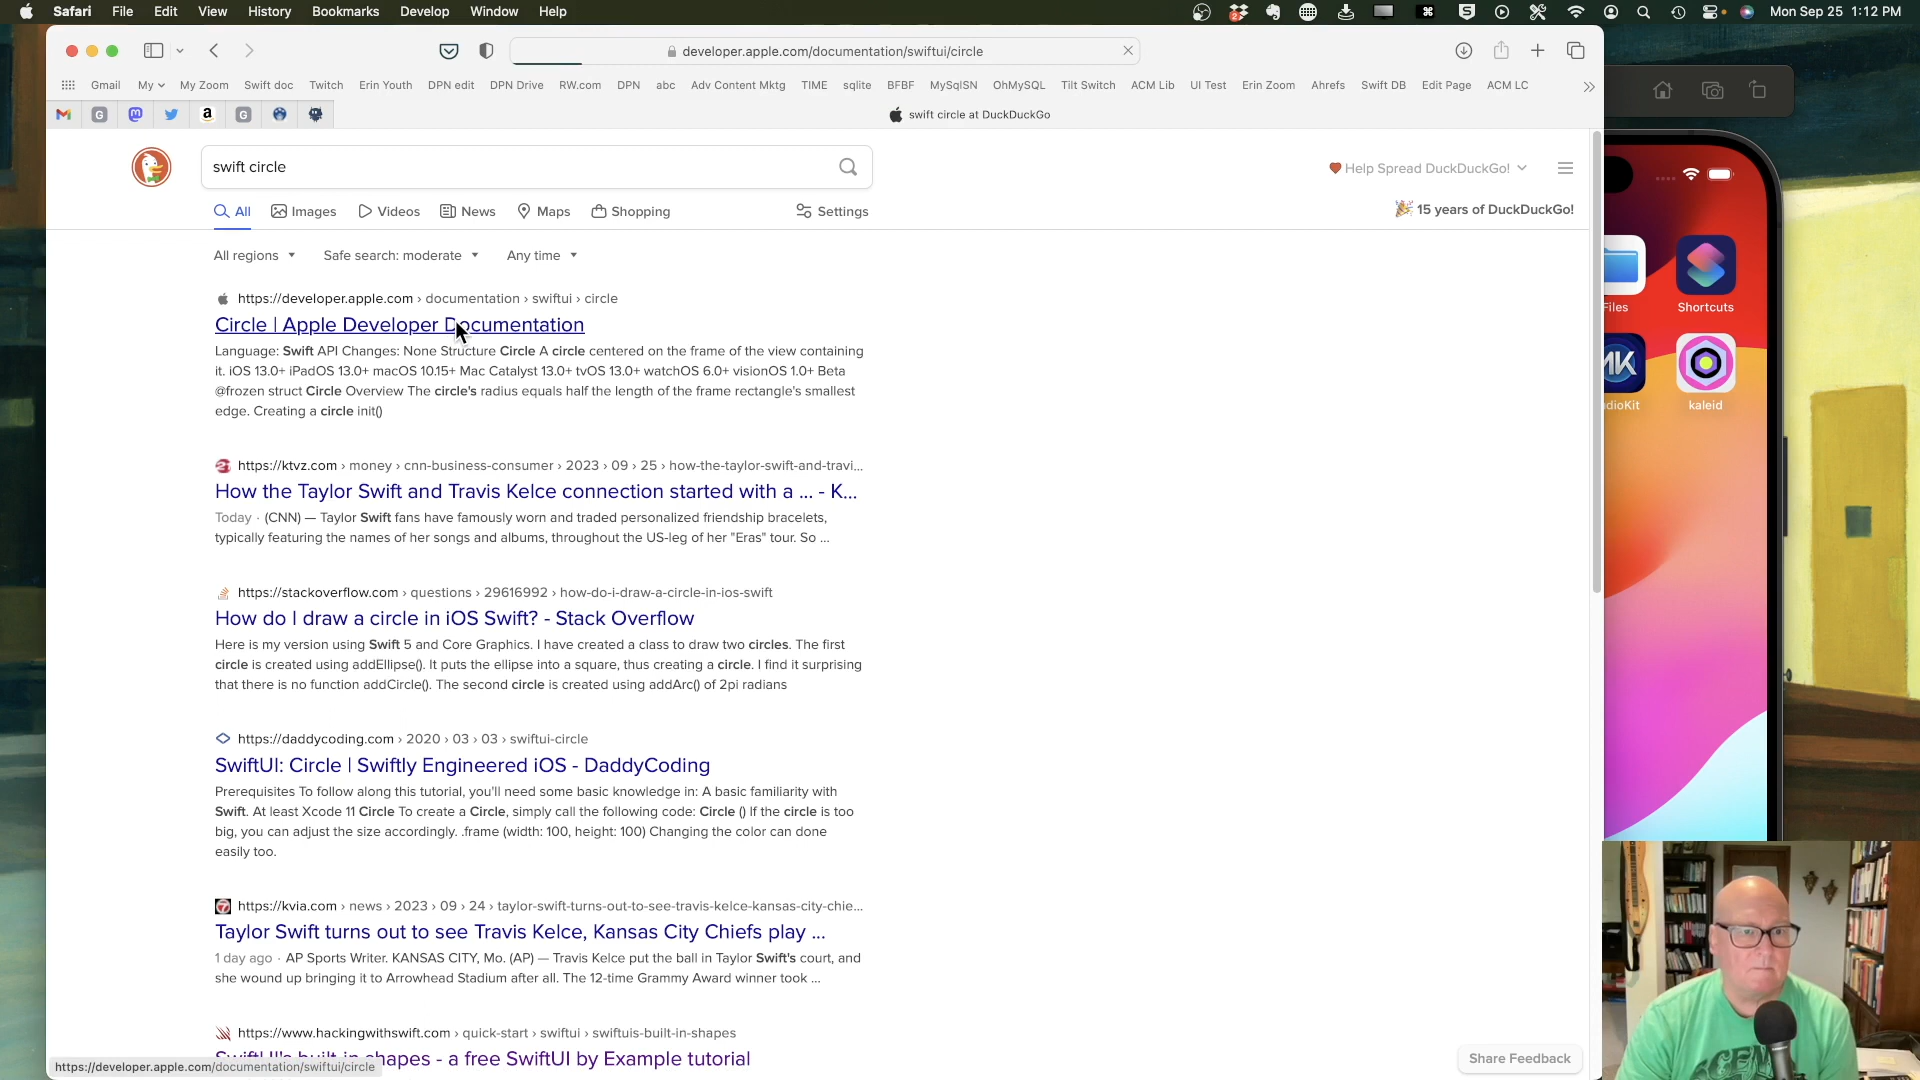 Safari File Edit View History Bookmarks Develop Window Help Mon Sep 25 1:12 PM
developer.apple.com/documentation/swiftui/circle
Gmail My My Zoom Swift doc Twitch Erin Youth DPN edit DPN Drive RW.com DPN abc Adv Content Mktg TIME sqlite BFBF MySqlSN OhMySQL Tilt Switch ACM Lib UI Test Erin Zoom Ahrefs Swift DB Edit Page ACM LC
swift circle at DuckDuckGo
swift circle
Help Spread DuckDuckGo!
All Images Videos News Maps Shopping Settings
15 years of DuckDuckGo!
All regions Safe search: moderate Any time
https://developer.apple.com › documentation › swiftui › circle
Circle | Apple Developer Documentation
Language: Swift API Changes: None Structure Circle A circle centered on the frame of the view containing
it. iOS 13.0+ iPadOS 13.0+ macOS 10.15+ Mac Catalyst 13.0+ tvOS 13.0+ watchOS 6.0+ visionOS 1.0+ Beta
@frozen struct Circle Overview The circle's radius equals half the length of the frame rectangle's smallest
edge. Creating a circle init()
https://ktvz.com › money › cnn-business-consumer › 2023 › 09 › 25 › how-the-taylor-swift-and-travi...
How the Taylor Swift and Travis Kelce connection started with a ... - K...
Today · (CNN) — Taylor Swift fans have famously worn and traded personalized friendship bracelets,
typically featuring the names of her songs and albums, throughout the US-leg of her "Eras" tour. So ...
https://stackoverflow.com › questions › 29616992 › how-do-i-draw-a-circle-in-ios-swift
How do I draw a circle in iOS Swift? - Stack Overflow
Here is my version using Swift 5 and Core Graphics. I have created a class to draw two circles. The first
circle is created using addEllipse(). It puts the ellipse into a square, thus creating a circle. I find it surprising
that there is no function addCircle(). The second circle is created using addArc() of 2pi radians
https://daddycoding.com › 2020 › 03 › 03 › swiftui-circle
SwiftUI: Circle | Swiftly Engineered iOS - DaddyCoding
Prerequisites To follow along this tutorial, you'll need some basic knowledge in: A basic familiarity with
Swift. At least Xcode 11 Circle To create a Circle, simply call the following code: Circle () If the circle is too
big, you can adjust the size accordingly. .frame (width: 100, height: 100) Changing the color can done
easily too.
https://kvia.com › news › 2023 › 09 › 24 › taylor-swift-turns-out-to-see-travis-kelce-kansas-city-chie...
Taylor Swift turns out to see Travis Kelce, Kansas City Chiefs play ...
1 day ago · AP Sports Writer. KANSAS CITY, Mo. (AP) — Travis Kelce put the ball in Taylor Swift's court, and
she wound up bringing it to Arrowhead Stadium after all. The 12-time Grammy Award winner took ...
https://www.hackingwithswift.com › quick-start › swiftui › swiftuis-built-in-shapes
SwiftUI's built-in shapes - a free SwiftUI by Example tutorial
https://developer.apple.com/documentation/swiftui/circle
Share Feedback
Files
Shortcuts
dioKit
kaleid